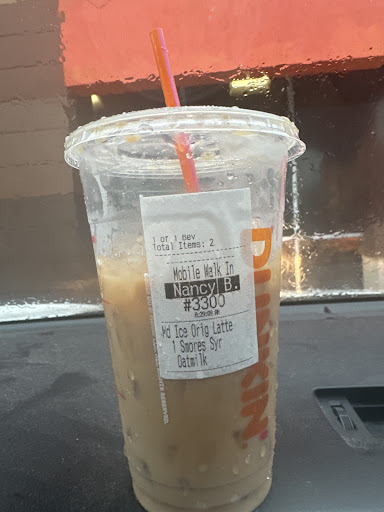 1 of 1 Bev
Total Items: 2
Mobile Walk In
Nancy B.
#3300
Md Ice Orig Latte
1 Smores Syr
Oatmilk
DUNKIN'